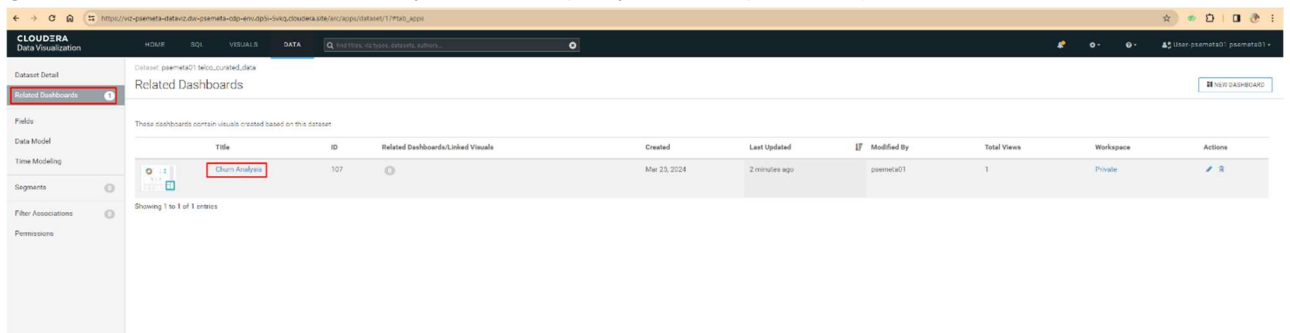 https://viz-psemeta-dataviz.dw-psemeta-cdp-env.dp5i-5vkq.cloudera.site/arc/apps/dataset/17#tab_apps
CLOUDERA
Data Visualization
HOME SQL VISUALS DATA
find titles, viz types, datasets, authors...
User-psemeta01 psemeta01
Dataset Detail
Related Dashboards 1
Fields
Data Model
Time Modeling
Segments 0
Filter Associations 0
Permissions
Dataset: psemeta01 telco_curated_data
Related Dashboards
NEW DASHBOARD
These dashboards contain visuals created based on this dataset
Title ID Related Dashboards/Linked Visuals Created Last Updated Modified By Total Views Workspace Actions
Churn Analysis 107 0 Mar 23, 2024 2 minutes ago psemeta01 1 Private
Showing 1 to 1 of 1 entries